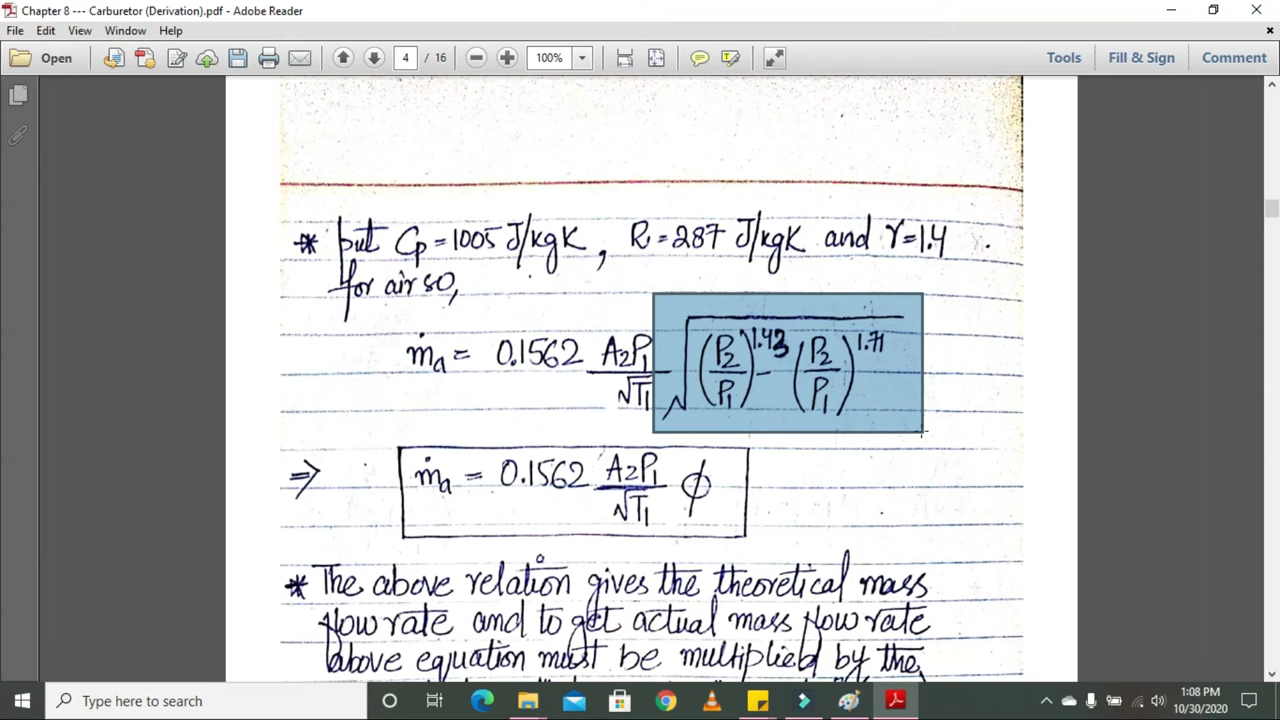 Chapter 8 --- Carburetor (Derivation).pdf - Adobe Reader
File Edit View Window Help
Open 4 / 16 100% Tools Fill & Sign Comment
* put Cp = 1005 J/kgK , R = 287 J/kgK and γ = 1.4 .
for air so,
ṁa = 0.1562 A2P1/√T1 √((P2/P1)^1.43 - (P2/P1)^1.71)
⇒ ṁa = 0.1562 A2P1/√T1 ϕ
* The above relation gives the theoretical mass
flow rate and to get actual mass flow rate
above equation must be multiplied by the
Type here to search
1:08 PM
10/30/2020